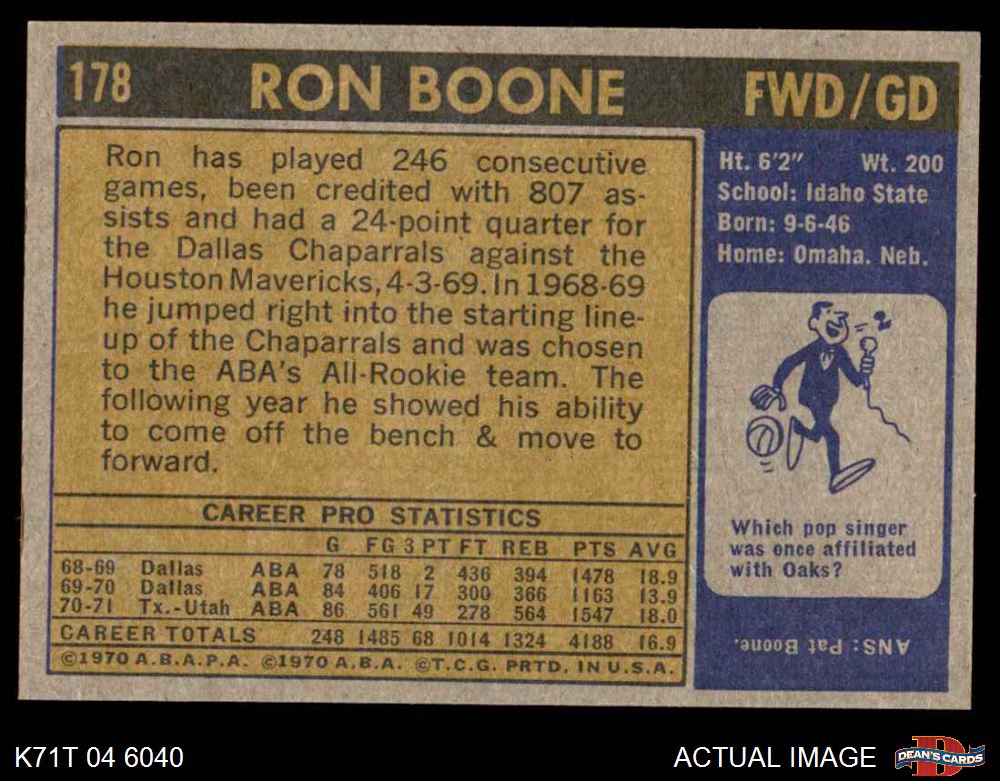 178 RON BOONE FWD/GD
Ron has played 246 consecutive
games, been credited with 807 as-
sists and had a 24-point quarter for
the Dallas Chaparrals against the
Houston Mavericks, 4-3-69. In 1968-69
he jumped right into the starting line-
up of the Chaparrals and was chosen
to the ABA's All-Rookie team. The
following year he showed his ability
to come off the bench & move to
forward.
CAREER PRO STATISTICS
G FG 3 PT FT REB PTS AVG
68-69 Dallas ABA 78 518 2 436 394 1478 18.9
69-70 Dallas ABA 84 406 17 300 366 1163 13.9
70-71 Tx.-Utah ABA 86 561 49 278 564 1547 18.0
CAREER TOTALS 248 1485 68 1014 1324 4188 16.9
©1970 A.B.A.P.A. ©1970 A.B.A. ©T.C.G. PRTD. IN U.S.A.
Ht. 6'2" Wt. 200
School: Idaho State
Born: 9-6-46
Home: Omaha. Neb.
Which pop singer
was once affiliated
with Oaks?
ANS: Pat Boone.
K71T 04 6040
ACTUAL IMAGE
D
DEAN'S CARDS